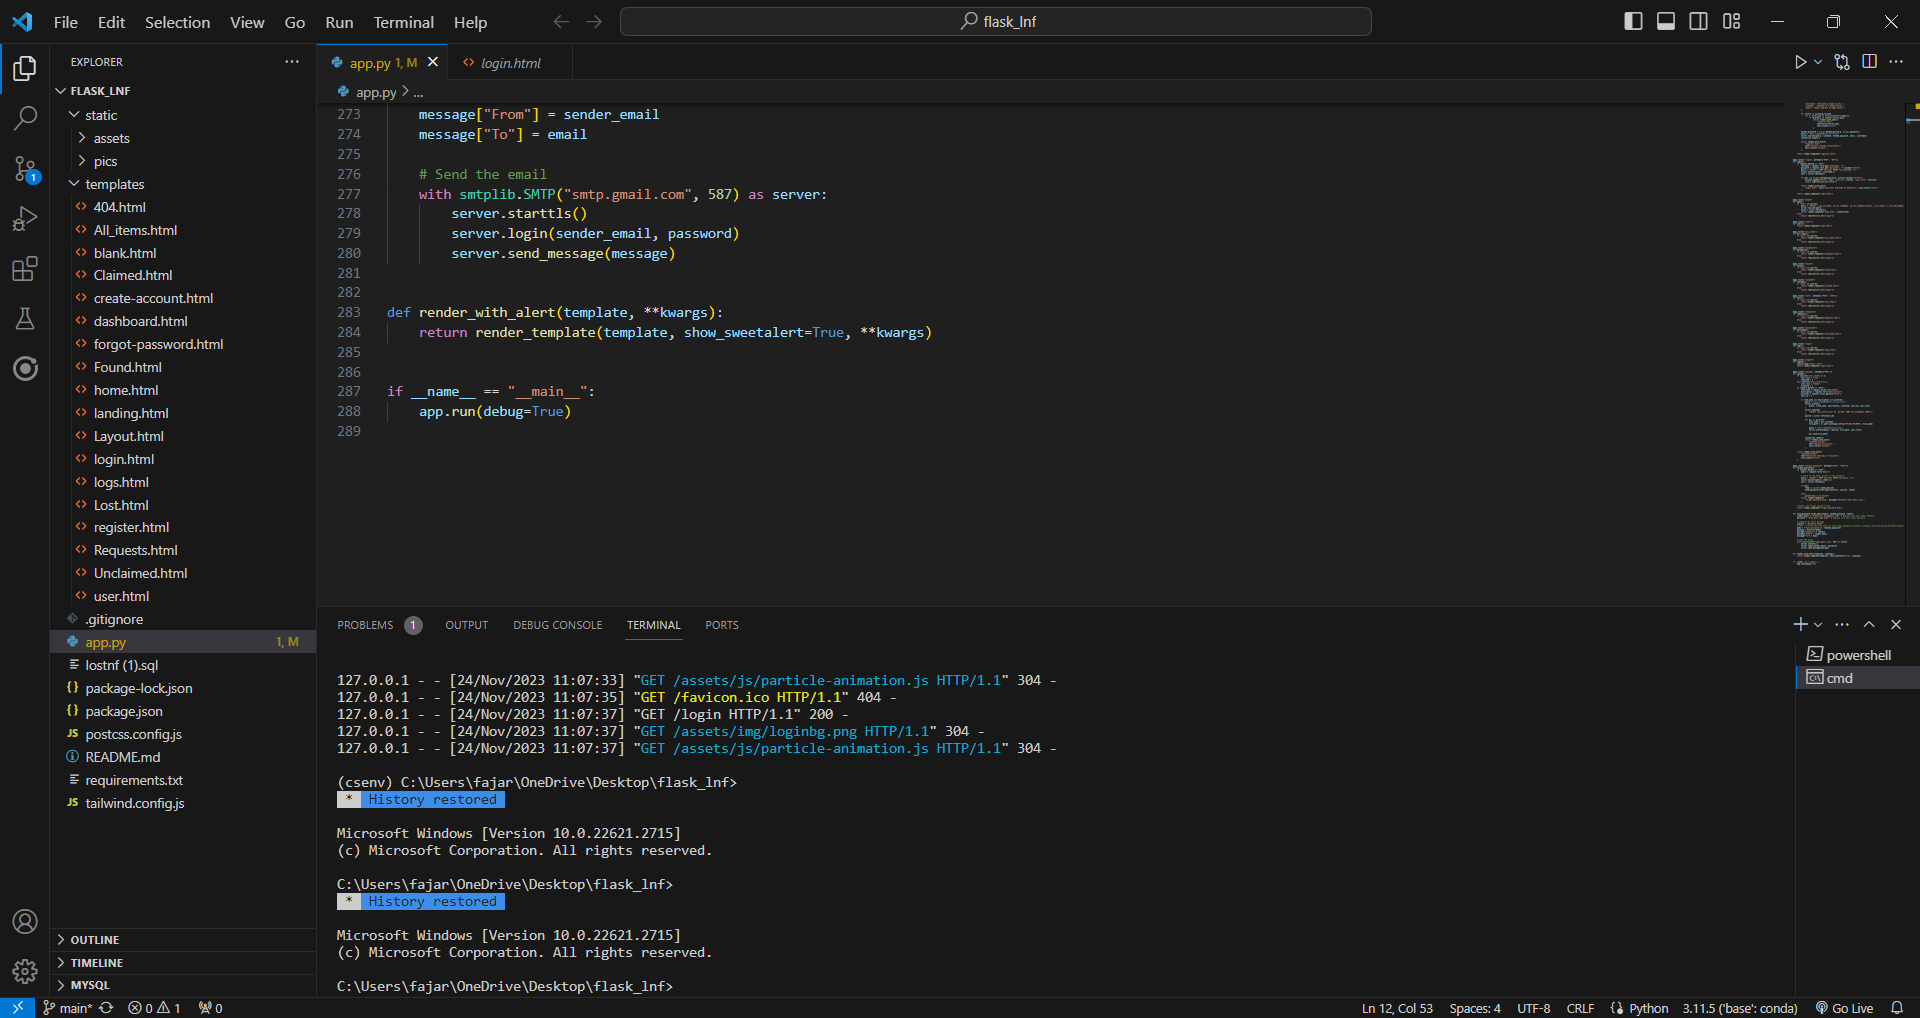 File Edit Selection View Go Run Terminal Help
flask_lnf
EXPLORER
FLASK_LNF
static
assets
pics
templates
404.html
All_items.html
blank.html
Claimed.html
create-account.html
dashboard.html
forgot-password.html
Found.html
home.html
landing.html
Layout.html
login.html
logs.html
Lost.html
register.html
Requests.html
Unclaimed.html
user.html
.gitignore
app.py 1, M
lostnf (1).sql
package-lock.json
package.json
postcss.config.js
README.md
requirements.txt
tailwind.config.js
OUTLINE
TIMELINE
MYSQL
app.py 1, M
login.html
app.py > ...
273 message["From"] = sender_email
274 message["To"] = email
275
276 # Send the email
277 with smtplib.SMTP("smtp.gmail.com", 587) as server:
278 server.starttls()
279 server.login(sender_email, password)
280 server.send_message(message)
281
282
283 def render_with_alert(template, **kwargs):
284 return render_template(template, show_sweetalert=True, **kwargs)
285
286
287 if __name__ == "__main__":
288 app.run(debug=True)
289
PROBLEMS 1 OUTPUT DEBUG CONSOLE TERMINAL PORTS
127.0.0.1 - - [24/Nov/2023 11:07:33] "GET /assets/js/particle-animation.js HTTP/1.1" 304 -
127.0.0.1 - - [24/Nov/2023 11:07:35] "GET /favicon.ico HTTP/1.1" 404 -
127.0.0.1 - - [24/Nov/2023 11:07:37] "GET /login HTTP/1.1" 200 -
127.0.0.1 - - [24/Nov/2023 11:07:37] "GET /assets/img/loginbg.png HTTP/1.1" 304 -
127.0.0.1 - - [24/Nov/2023 11:07:37] "GET /assets/js/particle-animation.js HTTP/1.1" 304 -
(csenv) C:\Users\fajar\OneDrive\Desktop\flask_lnf>
* History restored
Microsoft Windows [Version 10.0.22621.2715]
(c) Microsoft Corporation. All rights reserved.
C:\Users\fajar\OneDrive\Desktop\flask_lnf>
* History restored
Microsoft Windows [Version 10.0.22621.2715]
(c) Microsoft Corporation. All rights reserved.
C:\Users\fajar\OneDrive\Desktop\flask_lnf>
powershell
cmd
1
main* 0 1 0
Ln 12, Col 53 Spaces: 4 UTF-8 CRLF Python 3.11.5 ('base': conda) Go Live